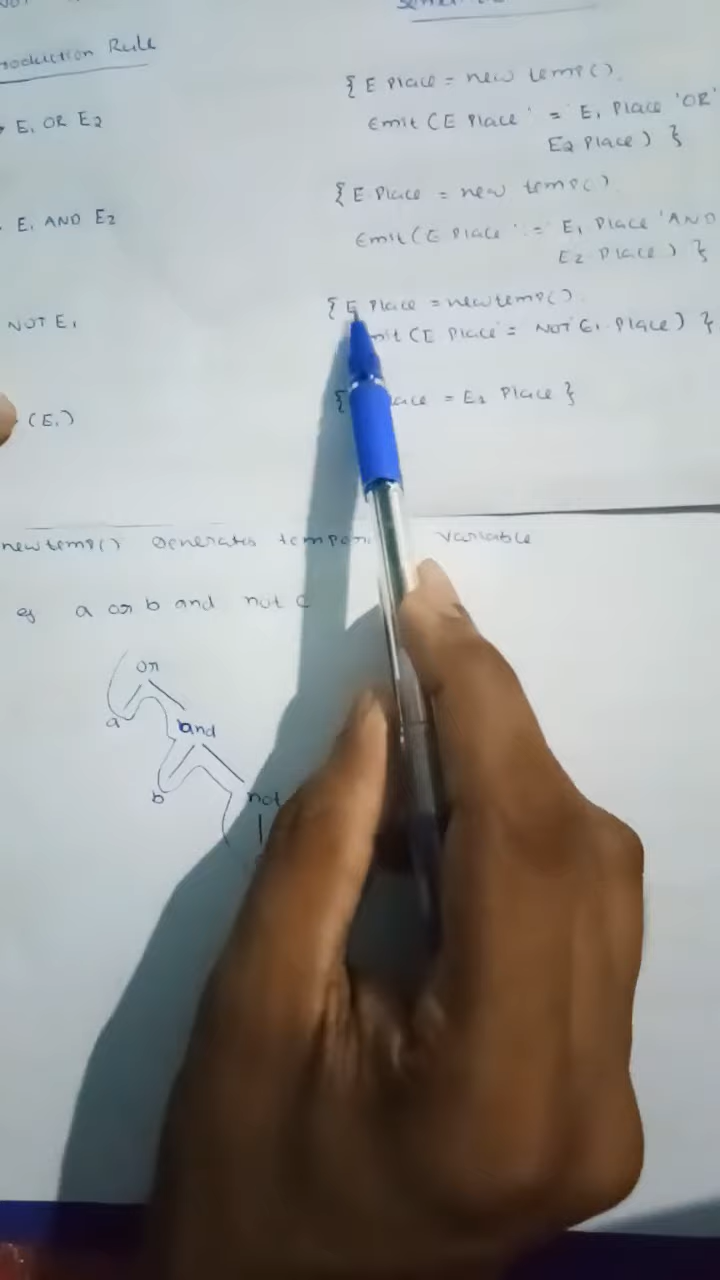 Production Rule
E1 OR E2
{ E Place = new temp().
Emit (E Place ' = ' E1 Place 'OR'
E2 Place) }
E1 AND E2
{ E Place = new temp().
Emit (E Place ' = ' E1 Place 'AND
E2 Place) }
NOT E1
{ E Place = newtemp().
(E Place ' = NOT' E1 Place) }
(E1)
= E1 Place }
newtemp() Generates variable
eg a or b and not c
or
a and
b not